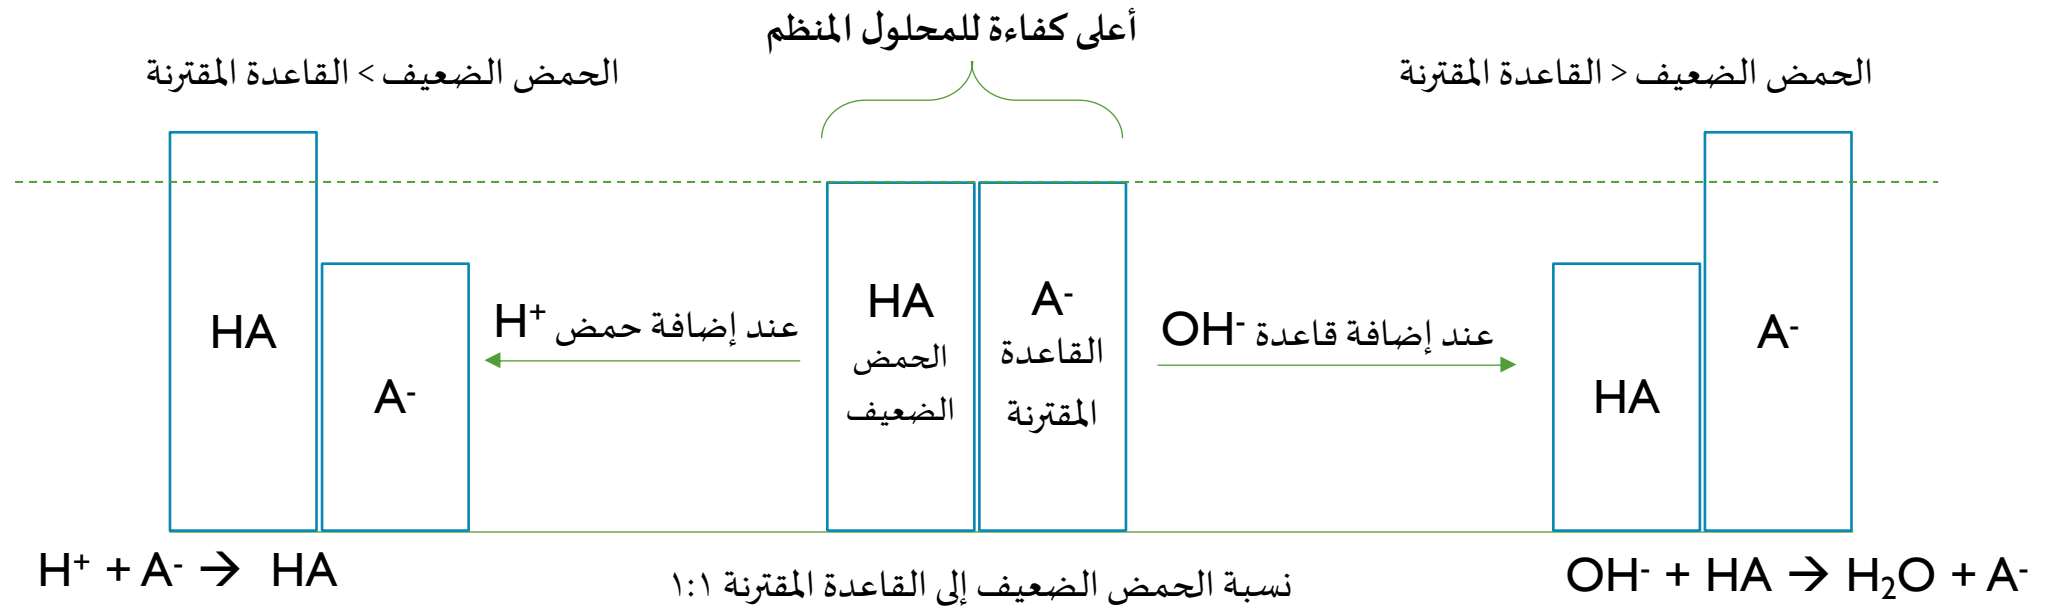 أعلى كفاءة للمحلول المنظم
الحمض الضعيف < القاعدة المقترنة
الحمض الضعيف > القاعدة المقترنة
A-
HA
عند إضافة قاعدة OH-
A-
القاعدة
المقترنة
HA
الحمض
الضعيف
عند إضافة حمض H+
A-
HA
OH- + HA → H₂O + A-
نسبة الحمض الضعيف إلى القاعدة المقترنة ١:١
H+ + A- → HA